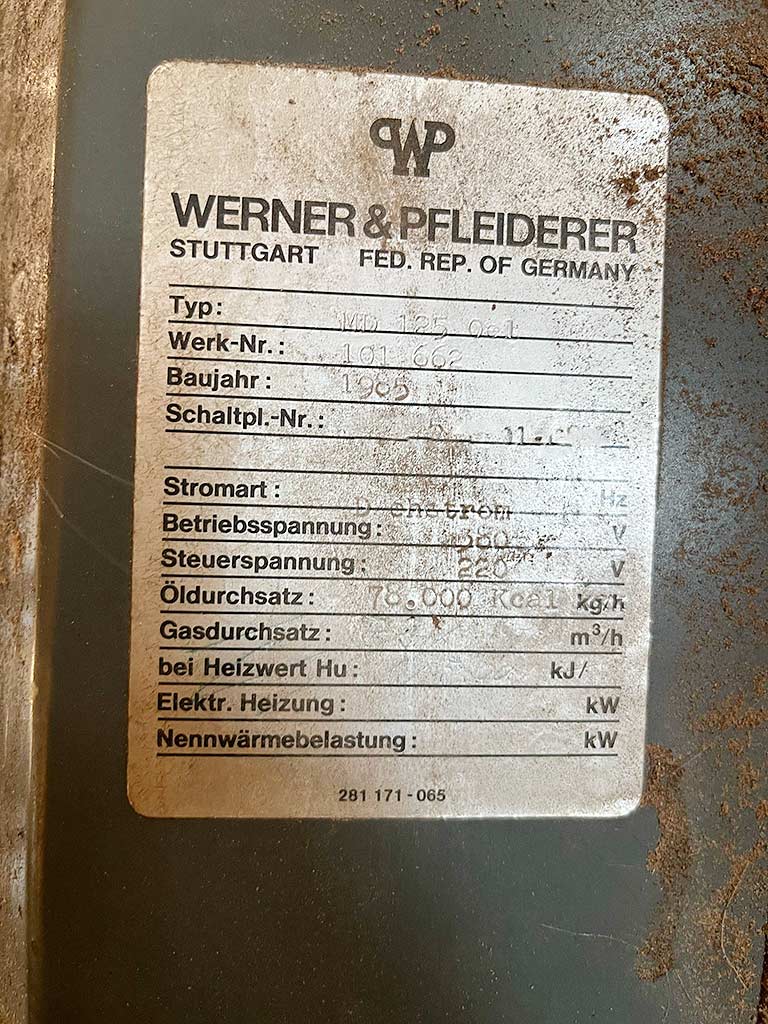 WP
WERNER & PFLEIDERER
STUTTGART FED. REP. OF GERMANY
Typ: MD 125
Werk-Nr.: 101 662
Baujahr: 1985
Schaltpl.-Nr.:
Stromart: Hz
Betriebsspannung: 380 V
Steuerspannung: 220 V
Öldurchsatz: 78.000 Kcal kg/h
Gasdurchsatz: m³/h
bei Heizwert Hu: kJ/
Elektr. Heizung: kW
Nennwärmebelastung: kW
281 171 - 065